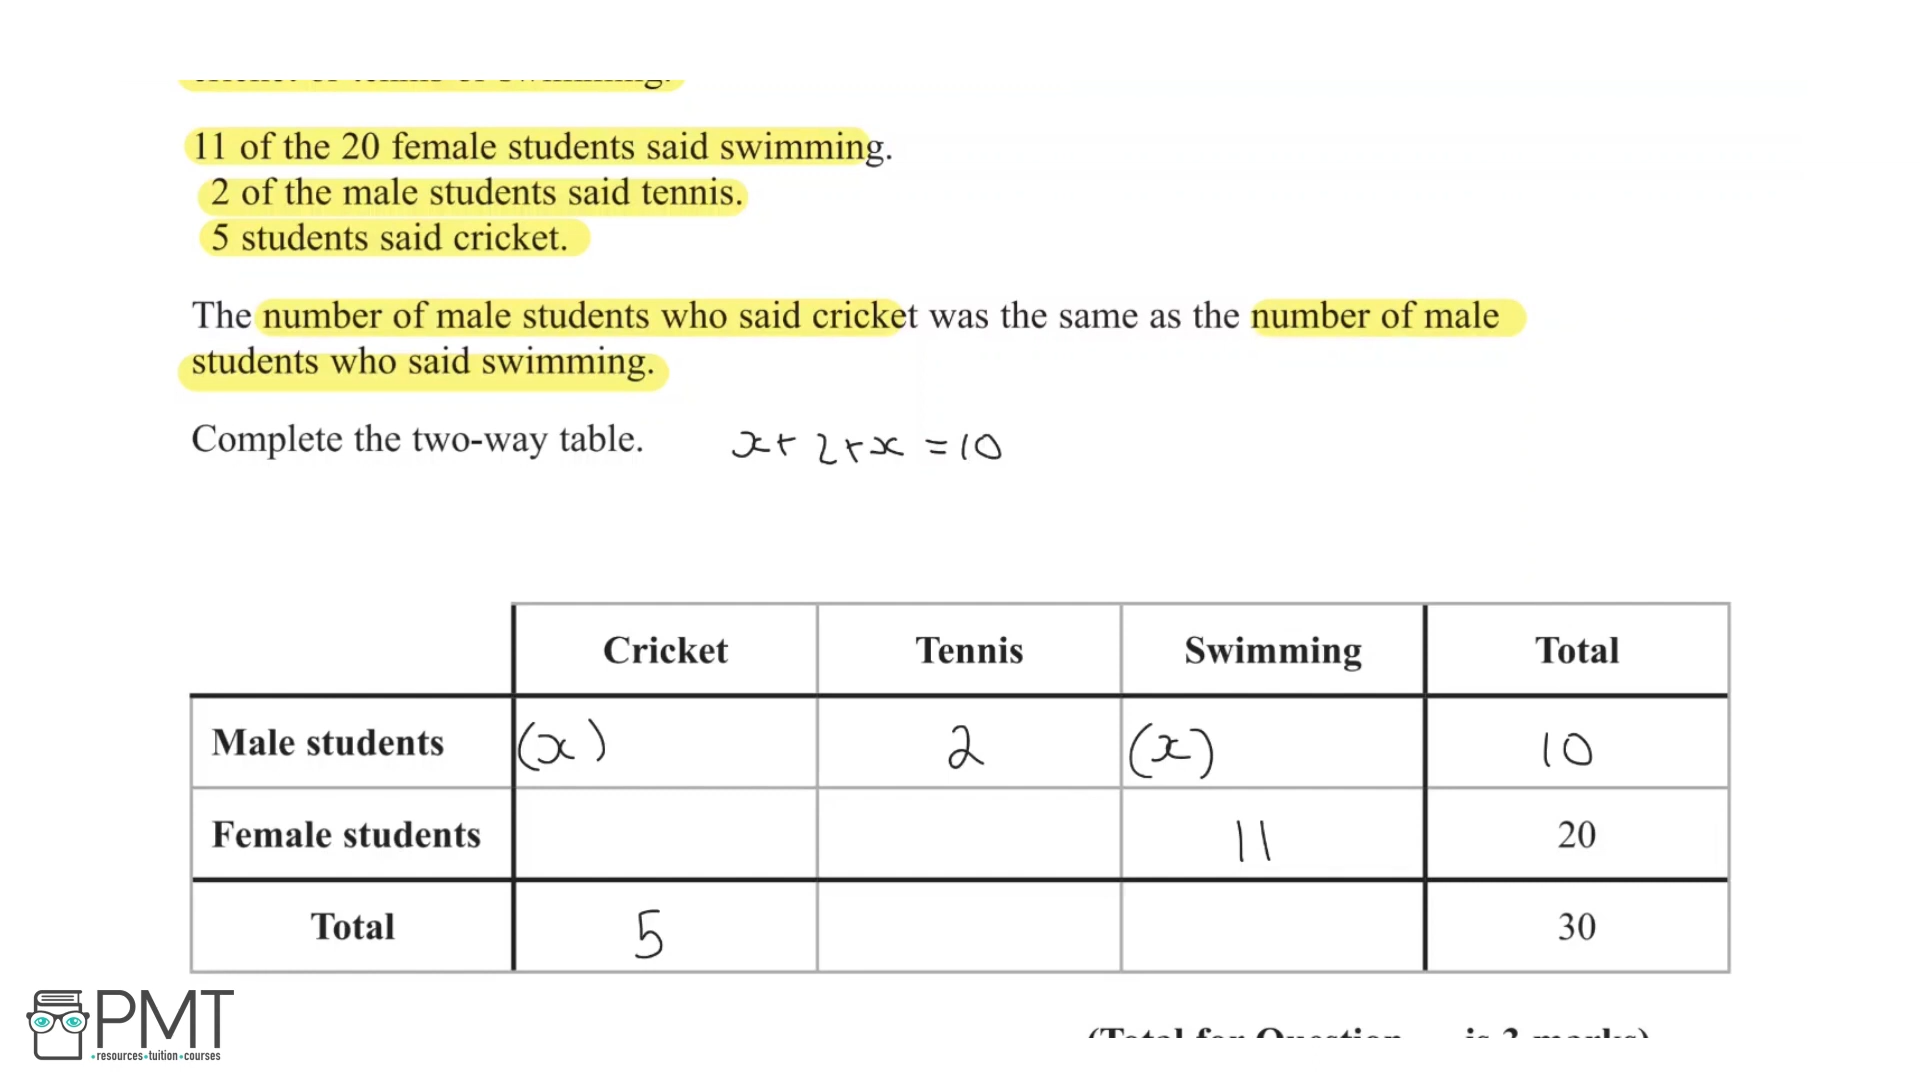 11 of the 20 female students said swimming.
2 of the male students said tennis.
5 students said cricket.
The number of male students who said cricket was the same as the number of male
students who said swimming.
Complete the two-way table. x+2+x=10
Cricket Tennis Swimming Total
Male students (x) 2 (x) 10
Female students 11 20
Total 5 30
PMT
•resources•tuition•courses